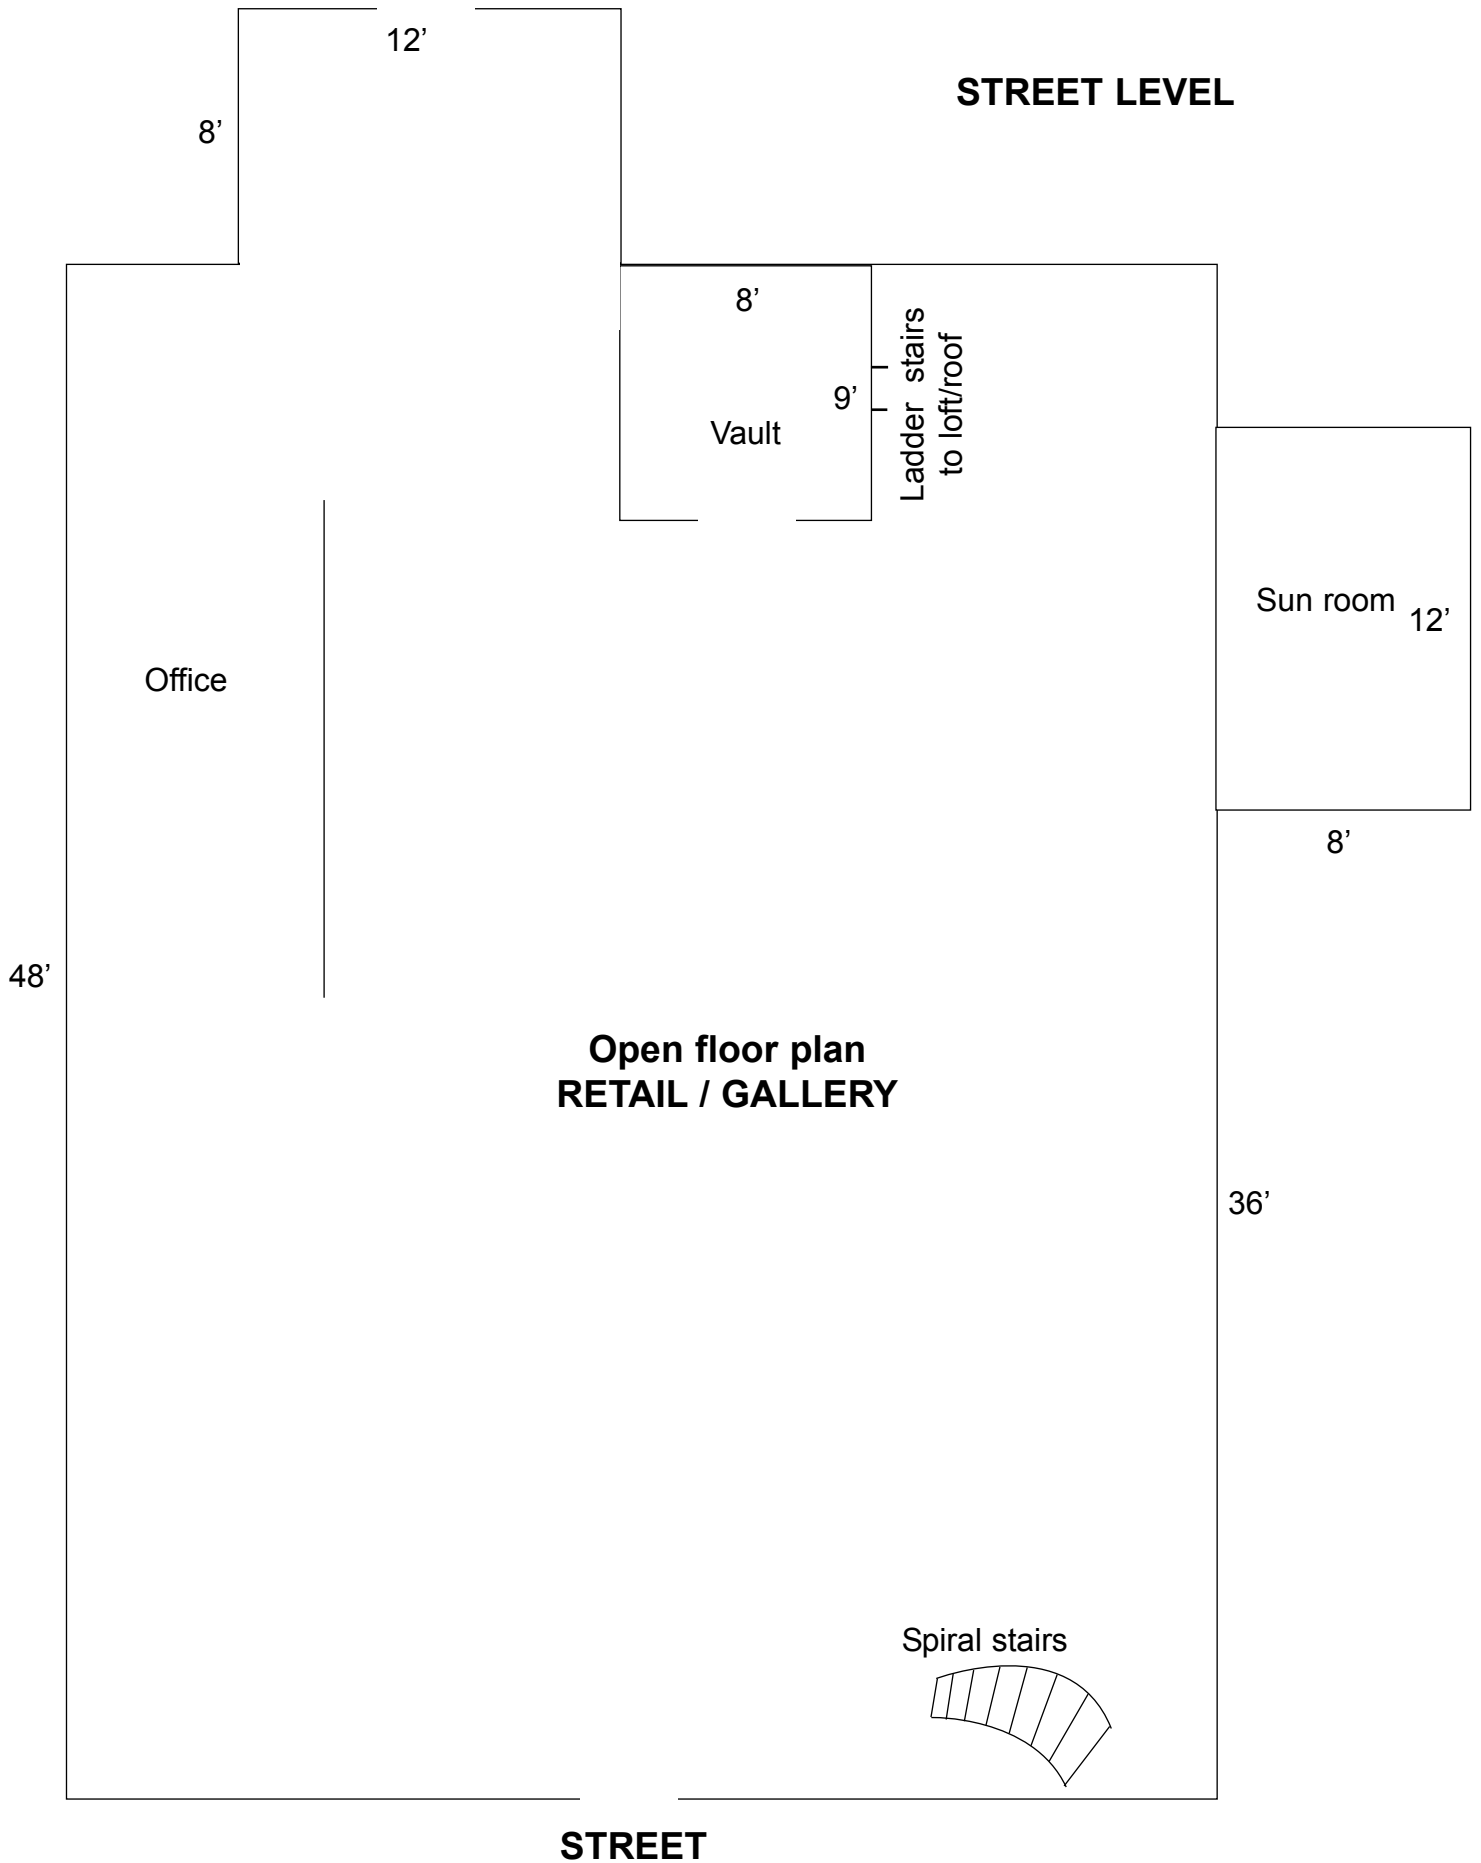 12’
STREET LEVEL
8’
8’
Ladder stairs
to loft/roof
9’
Vault
Sun room
12’
Office
8’
48’
Open floor plan
RETAIL / GALLERY
36’
Spiral stairs
STREET